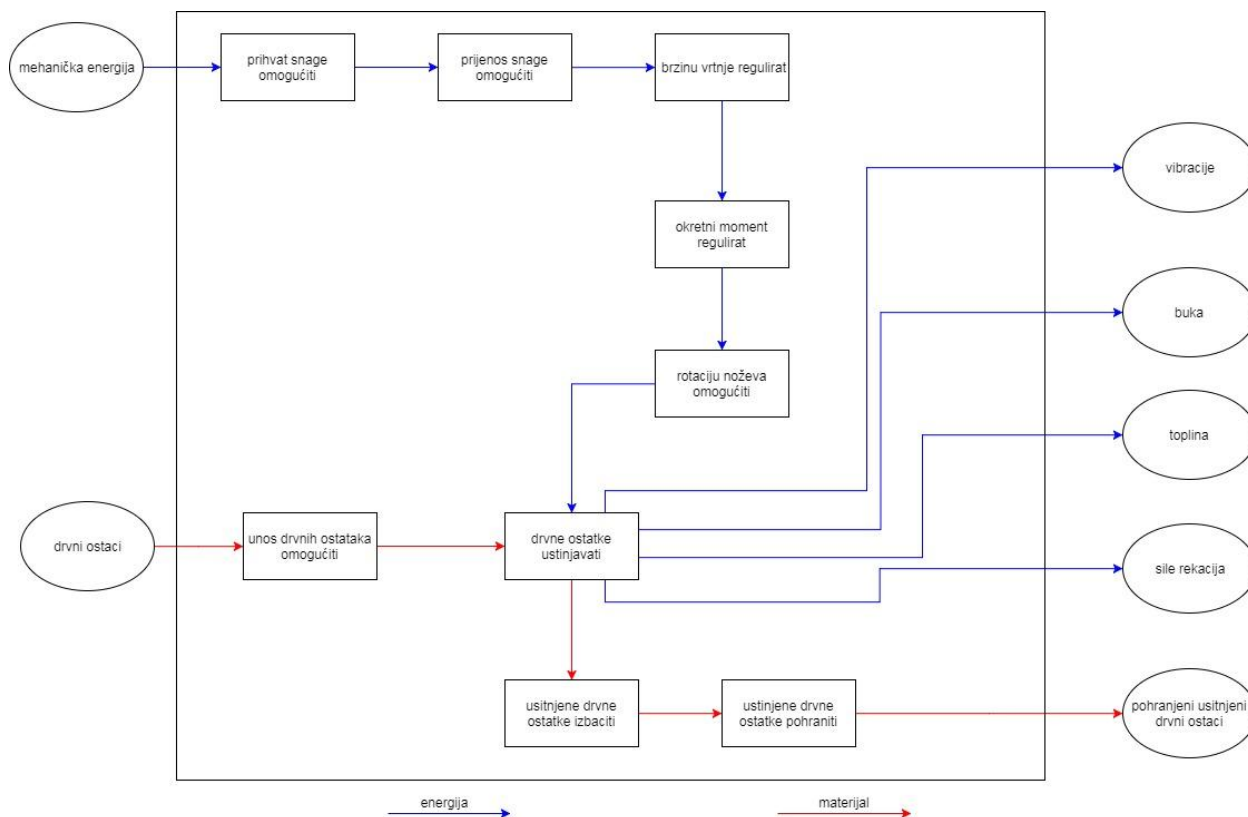 mehanička energija
prihvat snage
omogućiti
prijenos snage
omogućiti
brzinu vrtnje regulirat
vibracije
okretni moment
regulirat
buka
rotaciju noževa
omogućiti
toplina
drvni ostaci
unos drvnih ostataka
omogućiti
drvne ostatke
ustinjavati
sile rekacija
usitnjene drvne
ostatke izbaciti
ustinjene drvne
ostatke pohraniti
pohranjeni usitnjeni
drvni ostaci
energija
materijal